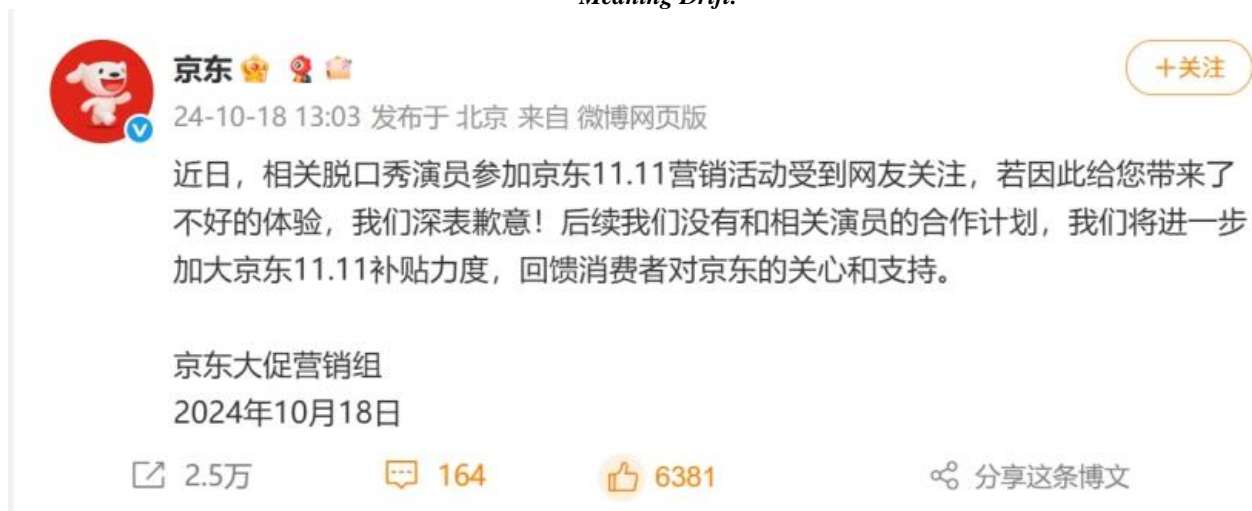 Meaning Drift.
京东
+关注
24-10-18 13:03 发布于 北京 来自 微博网页版
近日，相关脱口秀演员参加京东11.11营销活动受到网友关注，若因此给您带来了
不好的体验，我们深表歉意！后续我们没有和相关演员的合作计划，我们将进一步
加大京东11.11补贴力度，回馈消费者对京东的关心和支持。
京东大促营销组
2024年10月18日
2.5万
164
6381
分享这条博文